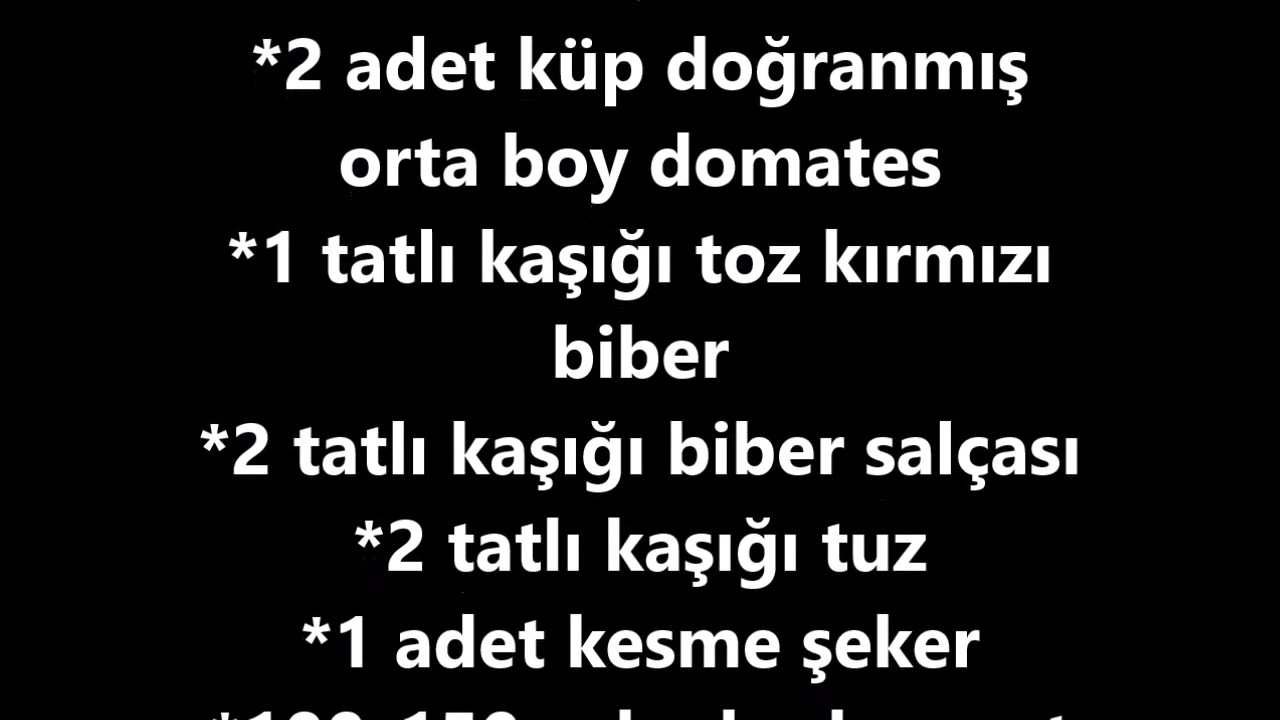 *2 adet küp doğranmış
orta boy domates
*1 tatlı kaşığı toz kırmızı
biber
*2 tatlı kaşığı biber salçası
*2 tatlı kaşığı tuz
*1 adet kesme şeker